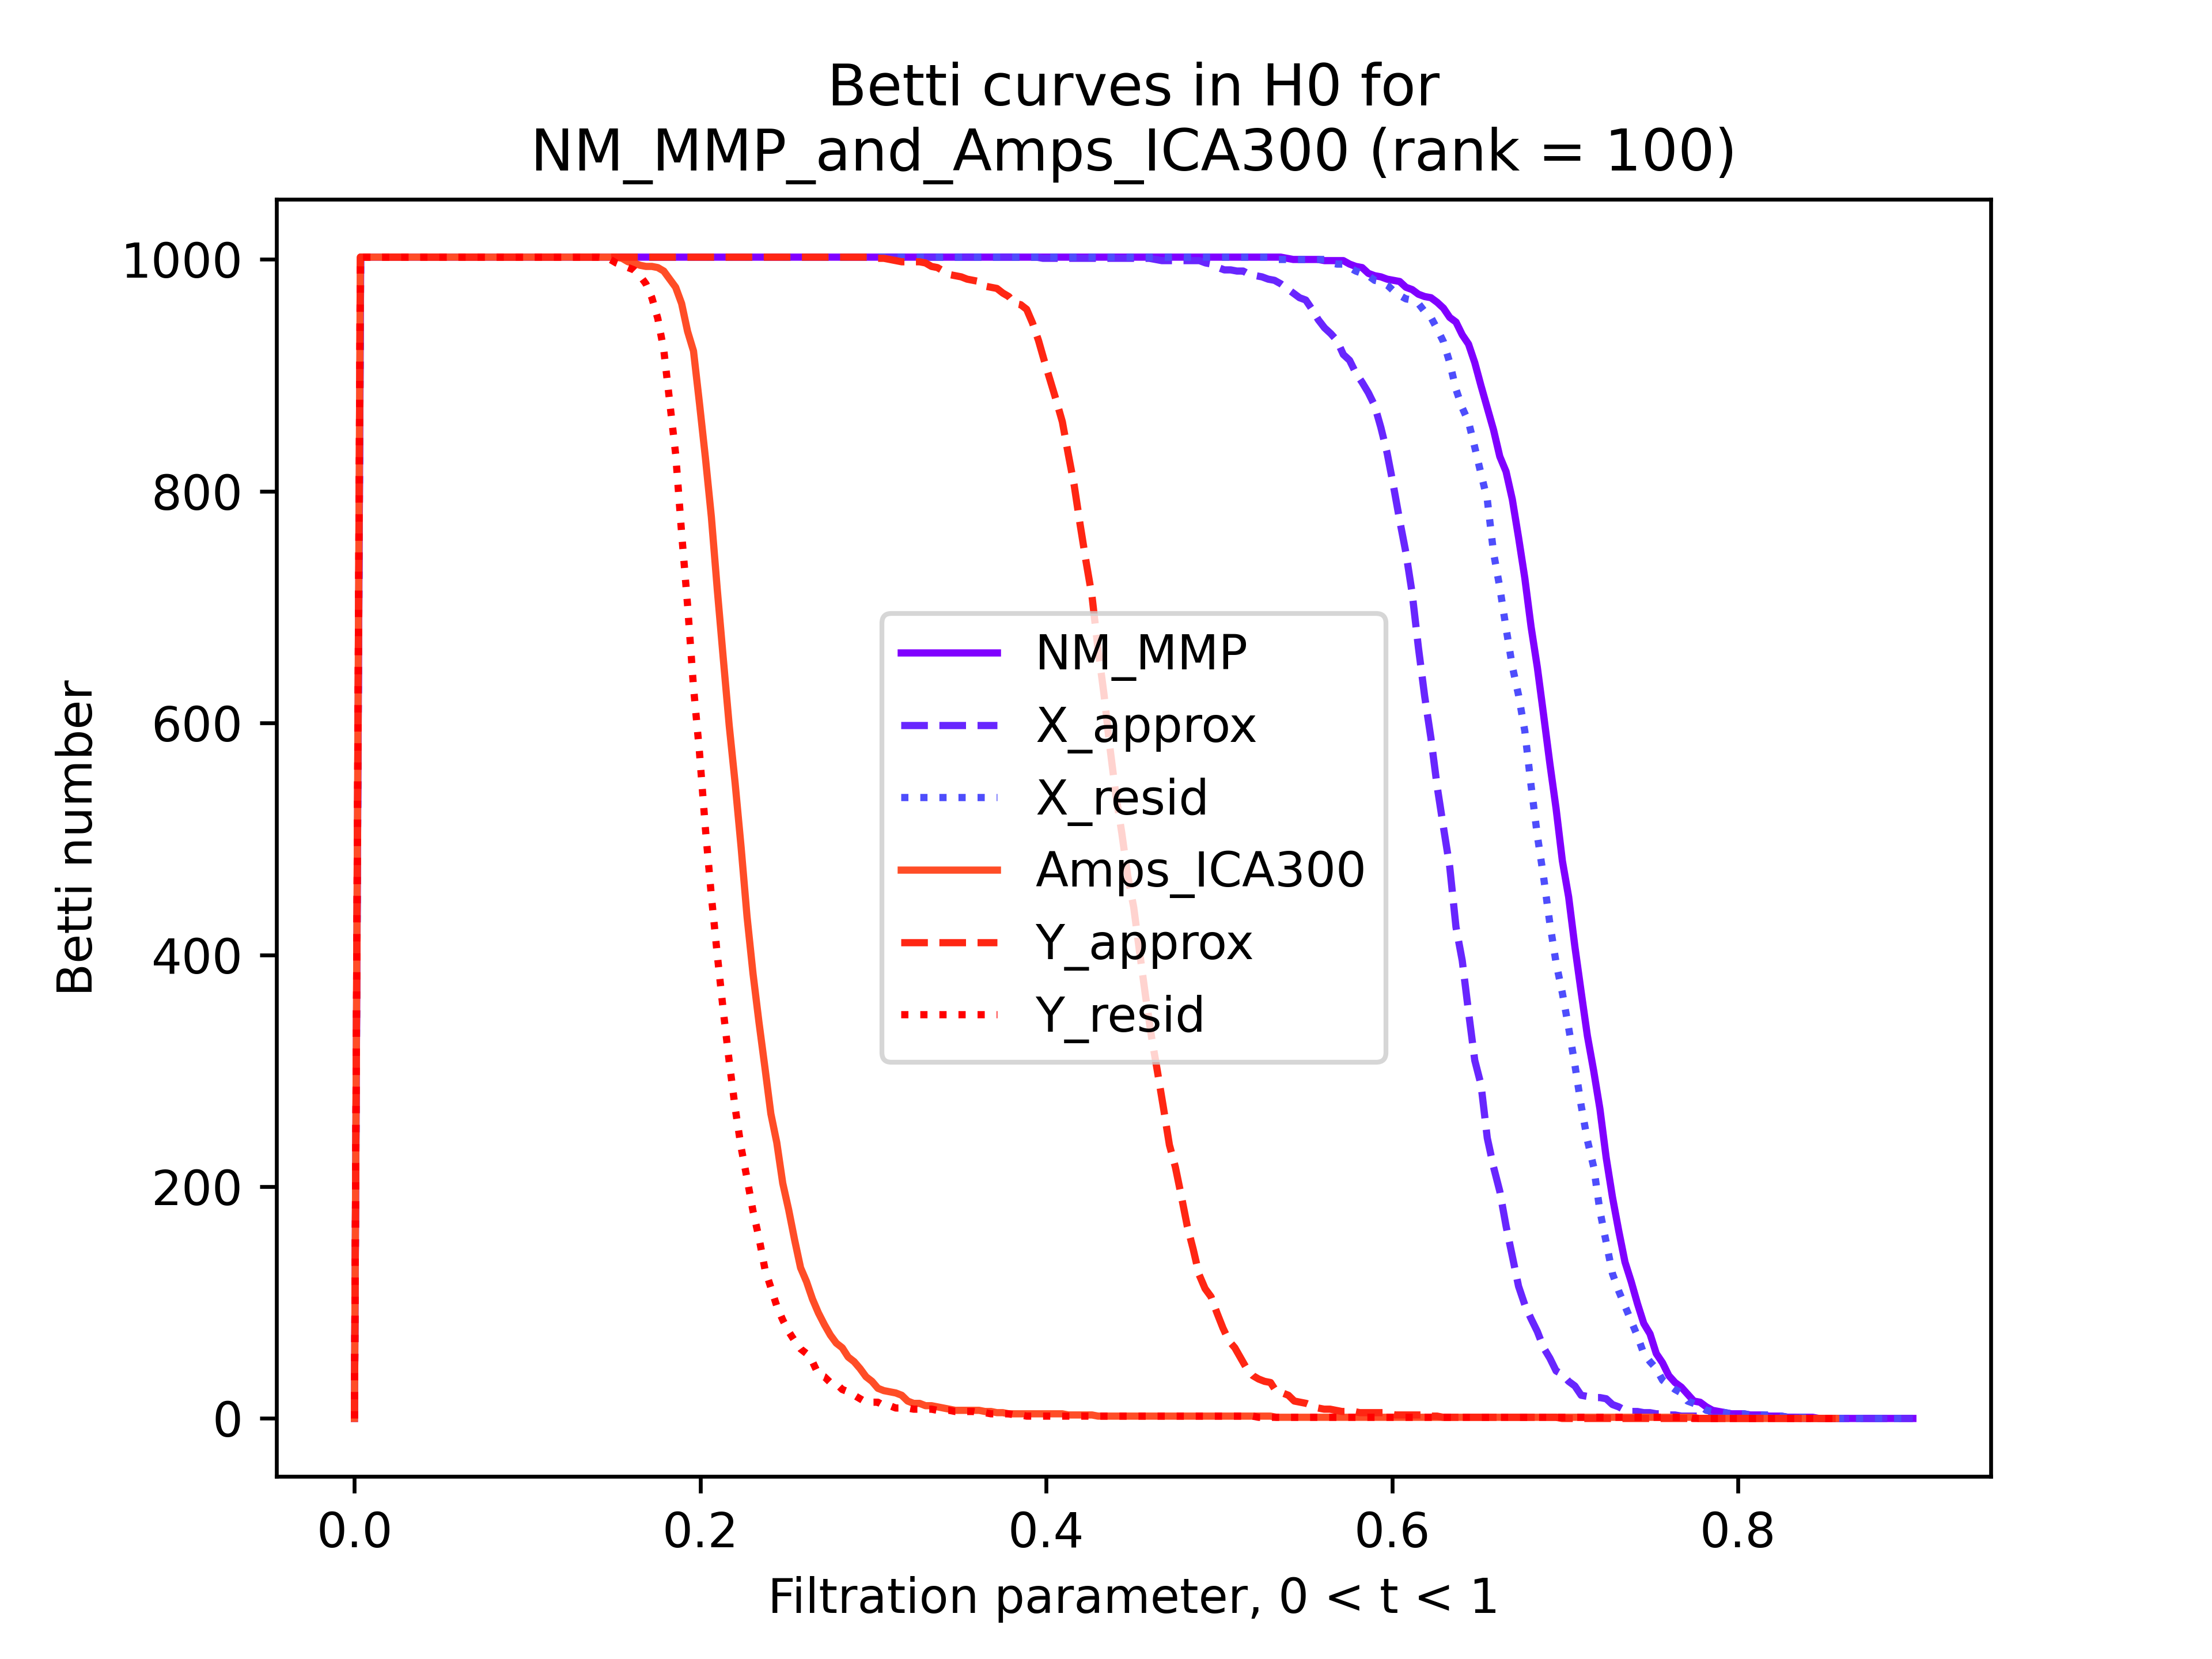 Betti curves in H0 for
NM_MMP_and_Amps_ICA300 (rank = 100)
Betti number
1000
800
600
400
200
0
NM_MMP
X_approx
X_resid
Amps_ICA300
Y_approx
Y_resid
0.0 0.2 0.4 0.6 0.8
Filtration parameter, 0 < t < 1